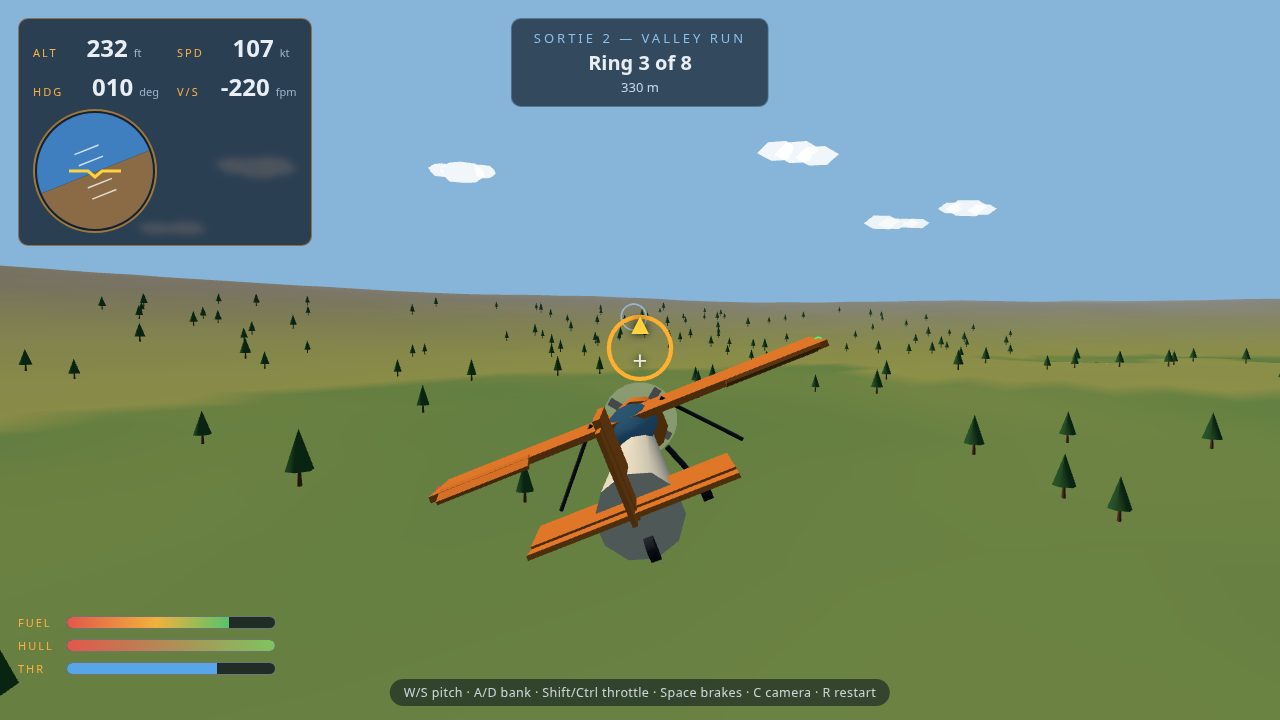 ALT 232 ft SPD 107 kt
HDG 010 deg V/S -220 fpm
SORTIE 2 — VALLEY RUN
Ring 3 of 8
330 m
FUEL
HULL
THR
W/S pitch · A/D bank · Shift/Ctrl throttle · Space brakes · C camera · R restart